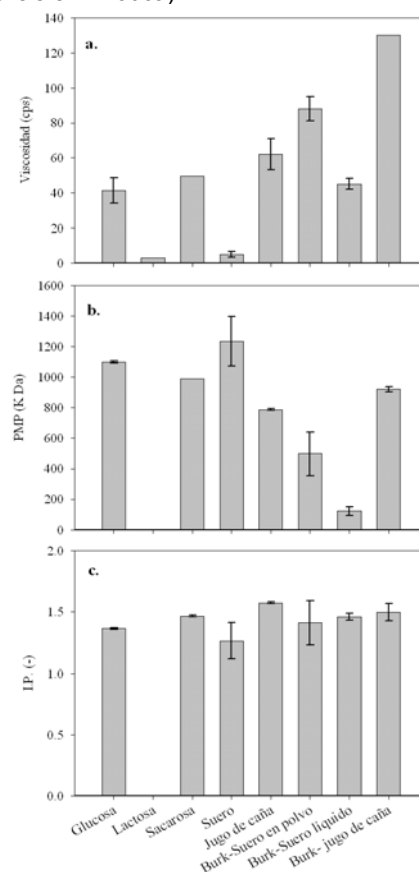 140
a.
120
100
80
60
40
20
0
Viscosidad (cps)
1600
b.
1400
1200
1000
800
600
400
200
0
PMP (K Da)
2.0
c.
1.5
1.0
0.5
0.0
I.P. (-)
Glucosa
Lactosa
Sacarosa
Suero
Jugo de caña
Burk-Suero en polvo
Burk-Suero liquido
Burk- jugo de caña